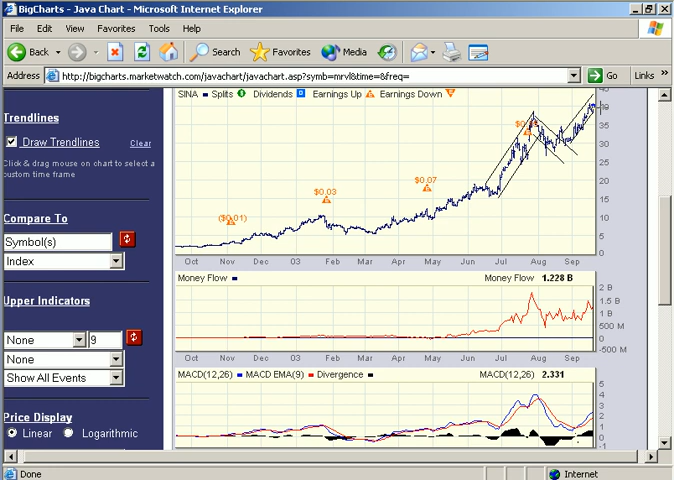 BigCharts - Java Chart - Microsoft Internet Explorer
File Edit View Favorites Tools Help
Back Search Favorites Media
Address http://bigcharts.marketwatch.com/javachart/javachart.asp?symb=mrvl&time=8&freq= Go Links »
SINA Splits Dividends D Earnings Up E Earnings Down E
Trendlines
Draw Trendlines Clear
Click & drag mouse on chart to select a
custom time frame
Compare To
Symbol(s)
Index
Upper Indicators
None 9
None
Show All Events
Price Display
Linear Logarithmic
45
40
35
30
25
20
15
10
5
0
($0.01) $0.03 $0.07
Oct Nov Dec 03 Feb Mar Apr May Jun Jul Aug Sep
Money Flow Money Flow 1.228 B
2 B
1.5 B
1 B
500 M
0
-500 M
Oct Nov Dec 03 Feb Mar Apr May Jun Jul Aug Sep
MACD(12,26) MACD EMA(9) Divergence MACD(12,26) 2.331
5
4
3
2
1
0
-1
Done Internet